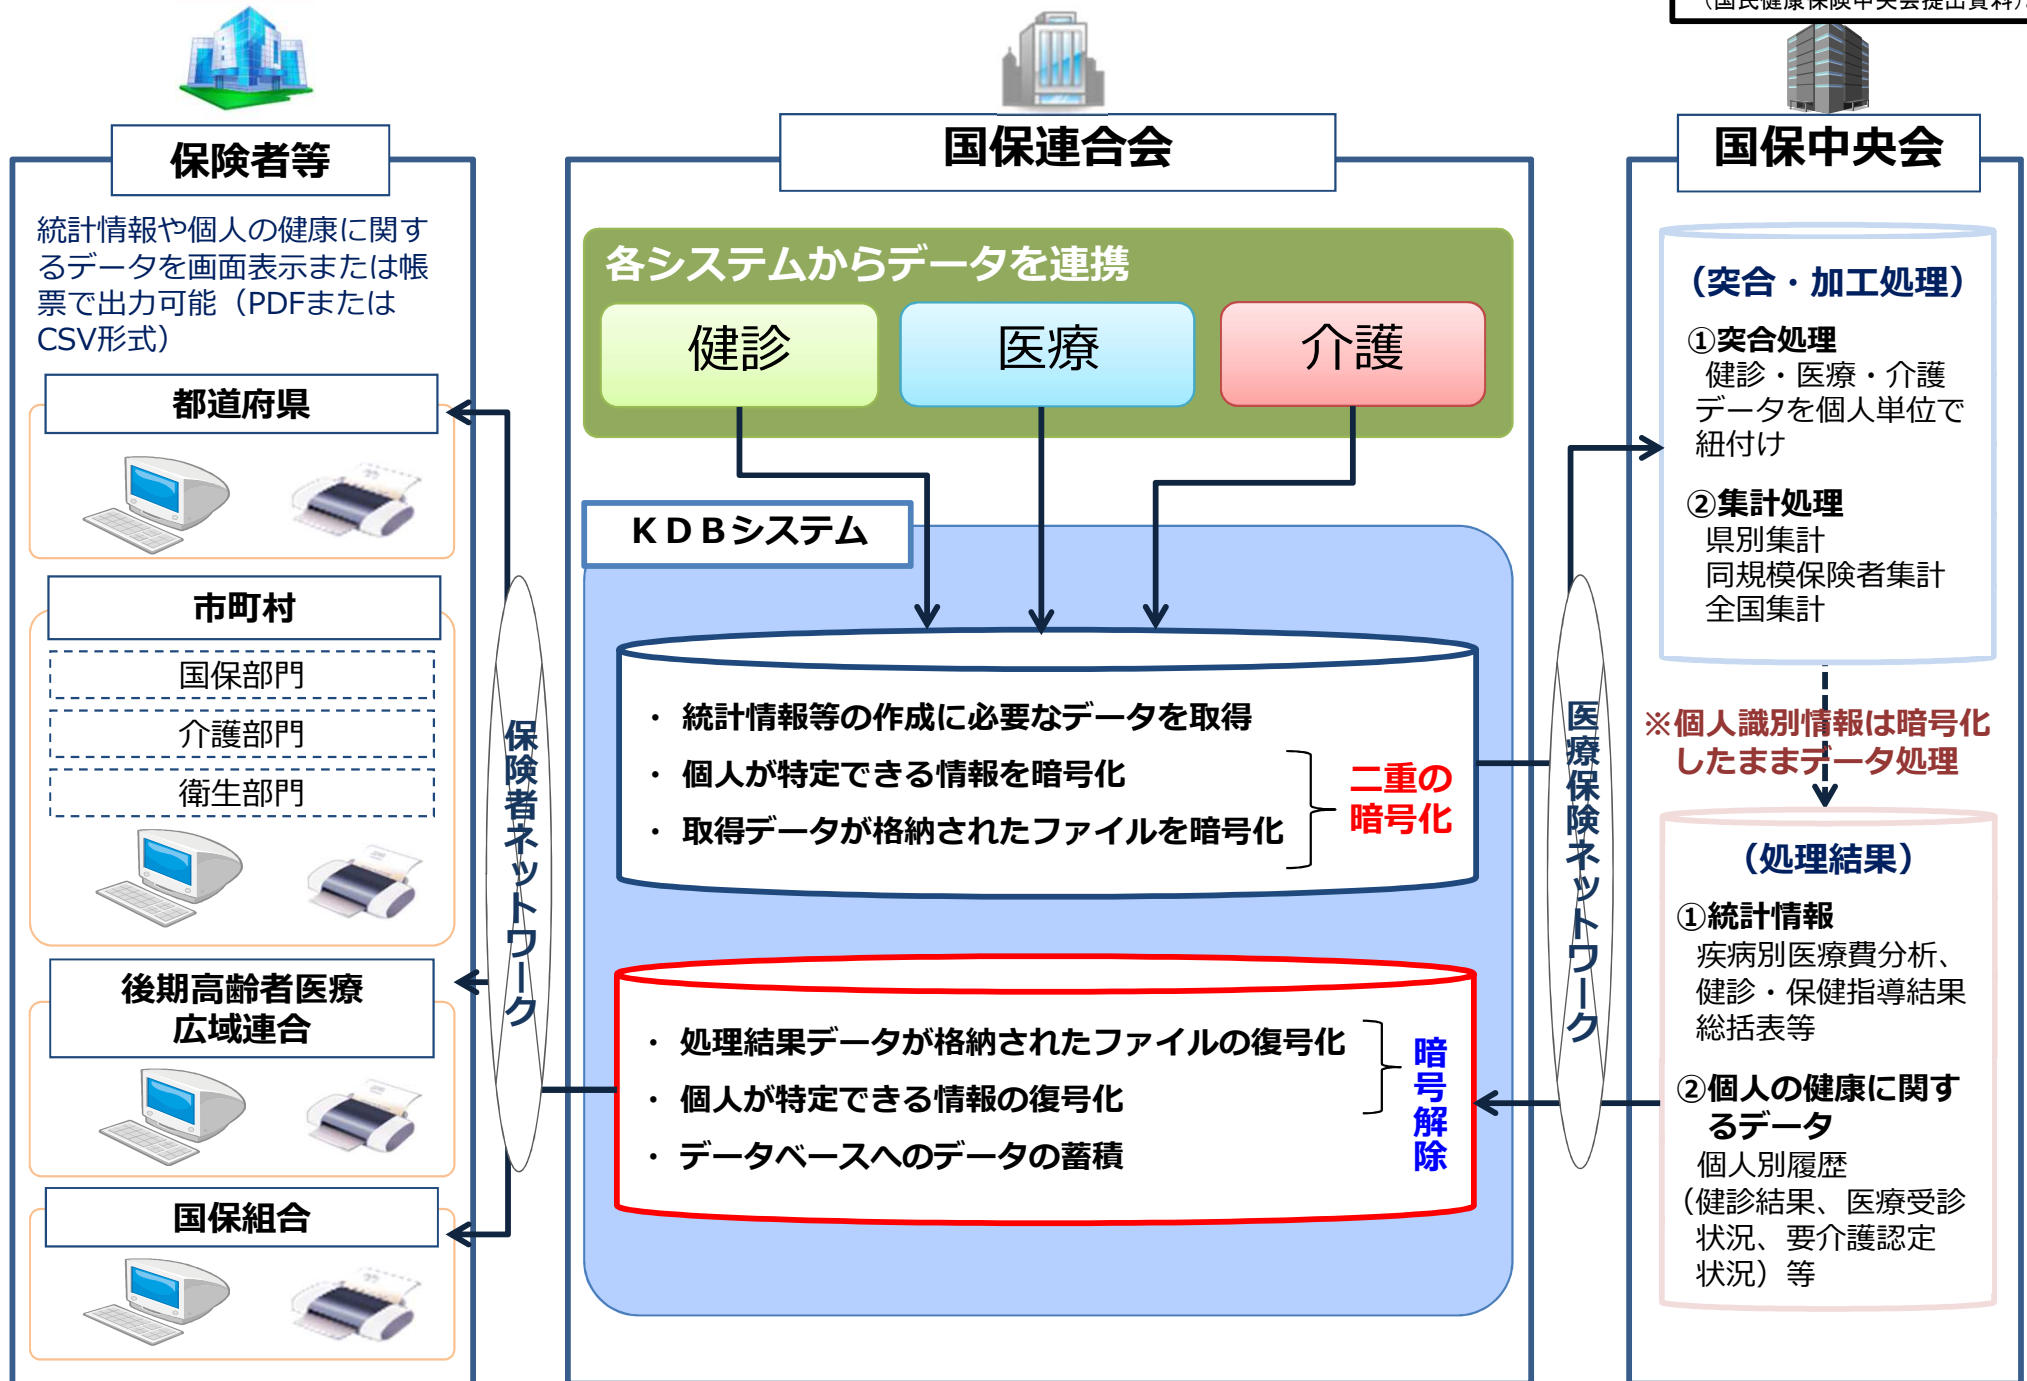 （国民健康保険中央会提出資料）
保険者等
統計情報や個人の健康に関す
るデータを画面表示または帳
票で出力可能（PDFまたは
CSV形式）
都道府県
市町村
国保部門
介護部門
衛生部門
後期高齢者医療
広域連合
国保組合
保険者ネットワーク
国保連合会
各システムからデータを連携
健診
医療
介護
ＫＤＢシステム
・ 統計情報等の作成に必要なデータを取得
・ 個人が特定できる情報を暗号化
・ 取得データが格納されたファイルを暗号化
二重の
暗号化
・ 処理結果データが格納されたファイルの復号化
・ 個人が特定できる情報の復号化
・ データベースへのデータの蓄積
暗号解除
医療保険ネットワーク
国保中央会
（突合・加工処理）
①突合処理
健診・医療・介護
データを個人単位で
紐付け
②集計処理
県別集計
同規模保険者集計
全国集計
※個人識別情報は暗号化
したままデータ処理
（処理結果）
①統計情報
疾病別医療費分析、
健診・保健指導結果
総括表等
②個人の健康に関す
るデータ
個人別履歴
（健診結果、医療受診
状況、要介護認定
状況）等